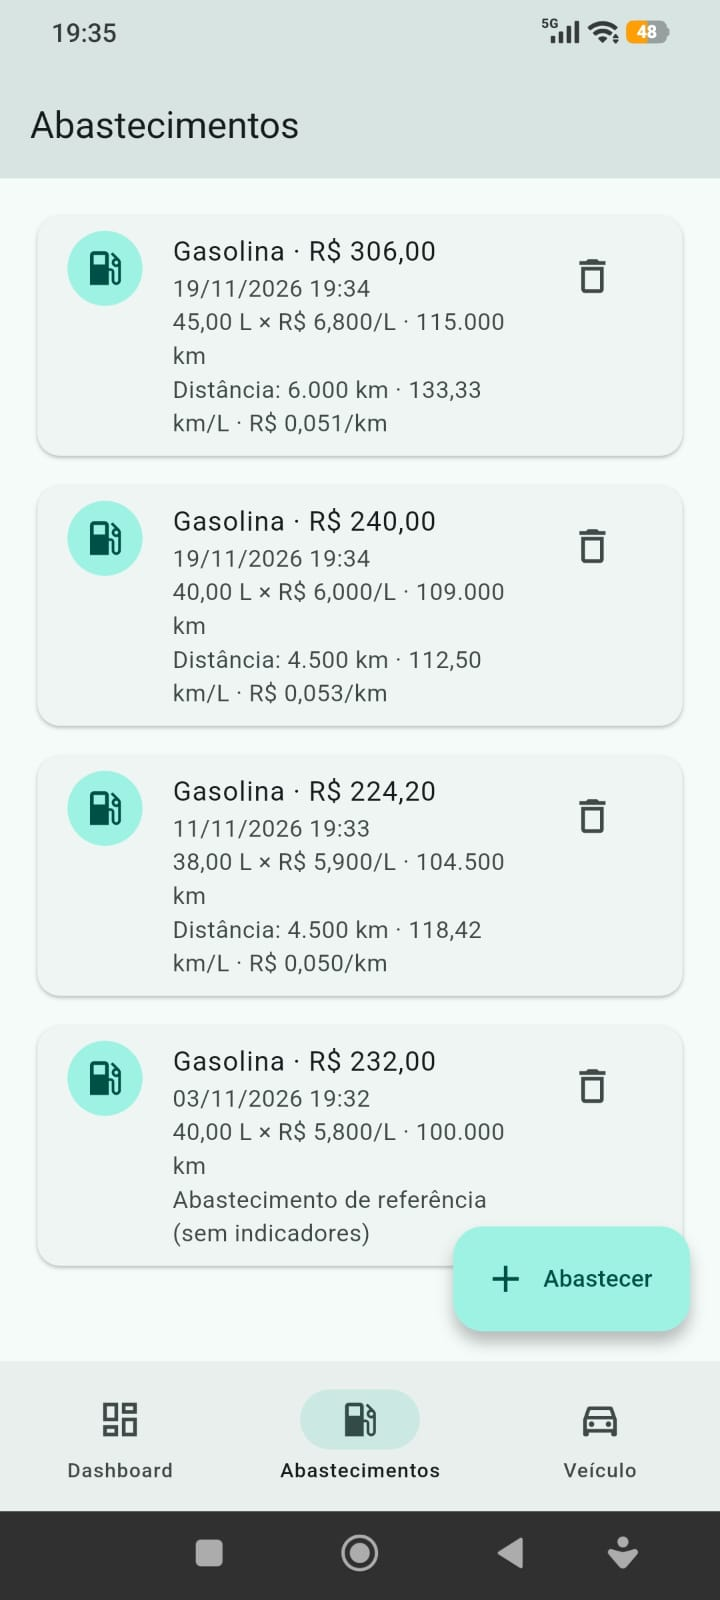 19:35
5G
48
Abastecimentos
Gasolina · R$ 306,00
19/11/2026 19:34
45,00 L × R$ 6,800/L · 115.000
km
Distância: 6.000 km · 133,33
km/L · R$ 0,051/km
Gasolina · R$ 240,00
19/11/2026 19:34
40,00 L × R$ 6,000/L · 109.000
km
Distância: 4.500 km · 112,50
km/L · R$ 0,053/km
Gasolina · R$ 224,20
11/11/2026 19:33
38,00 L × R$ 5,900/L · 104.500
km
Distância: 4.500 km · 118,42
km/L · R$ 0,050/km
Gasolina · R$ 232,00
03/11/2026 19:32
40,00 L × R$ 5,800/L · 100.000
km
Abastecimento de referência
(sem indicadores)
Abastecer
Dashboard
Abastecimentos
Veículo